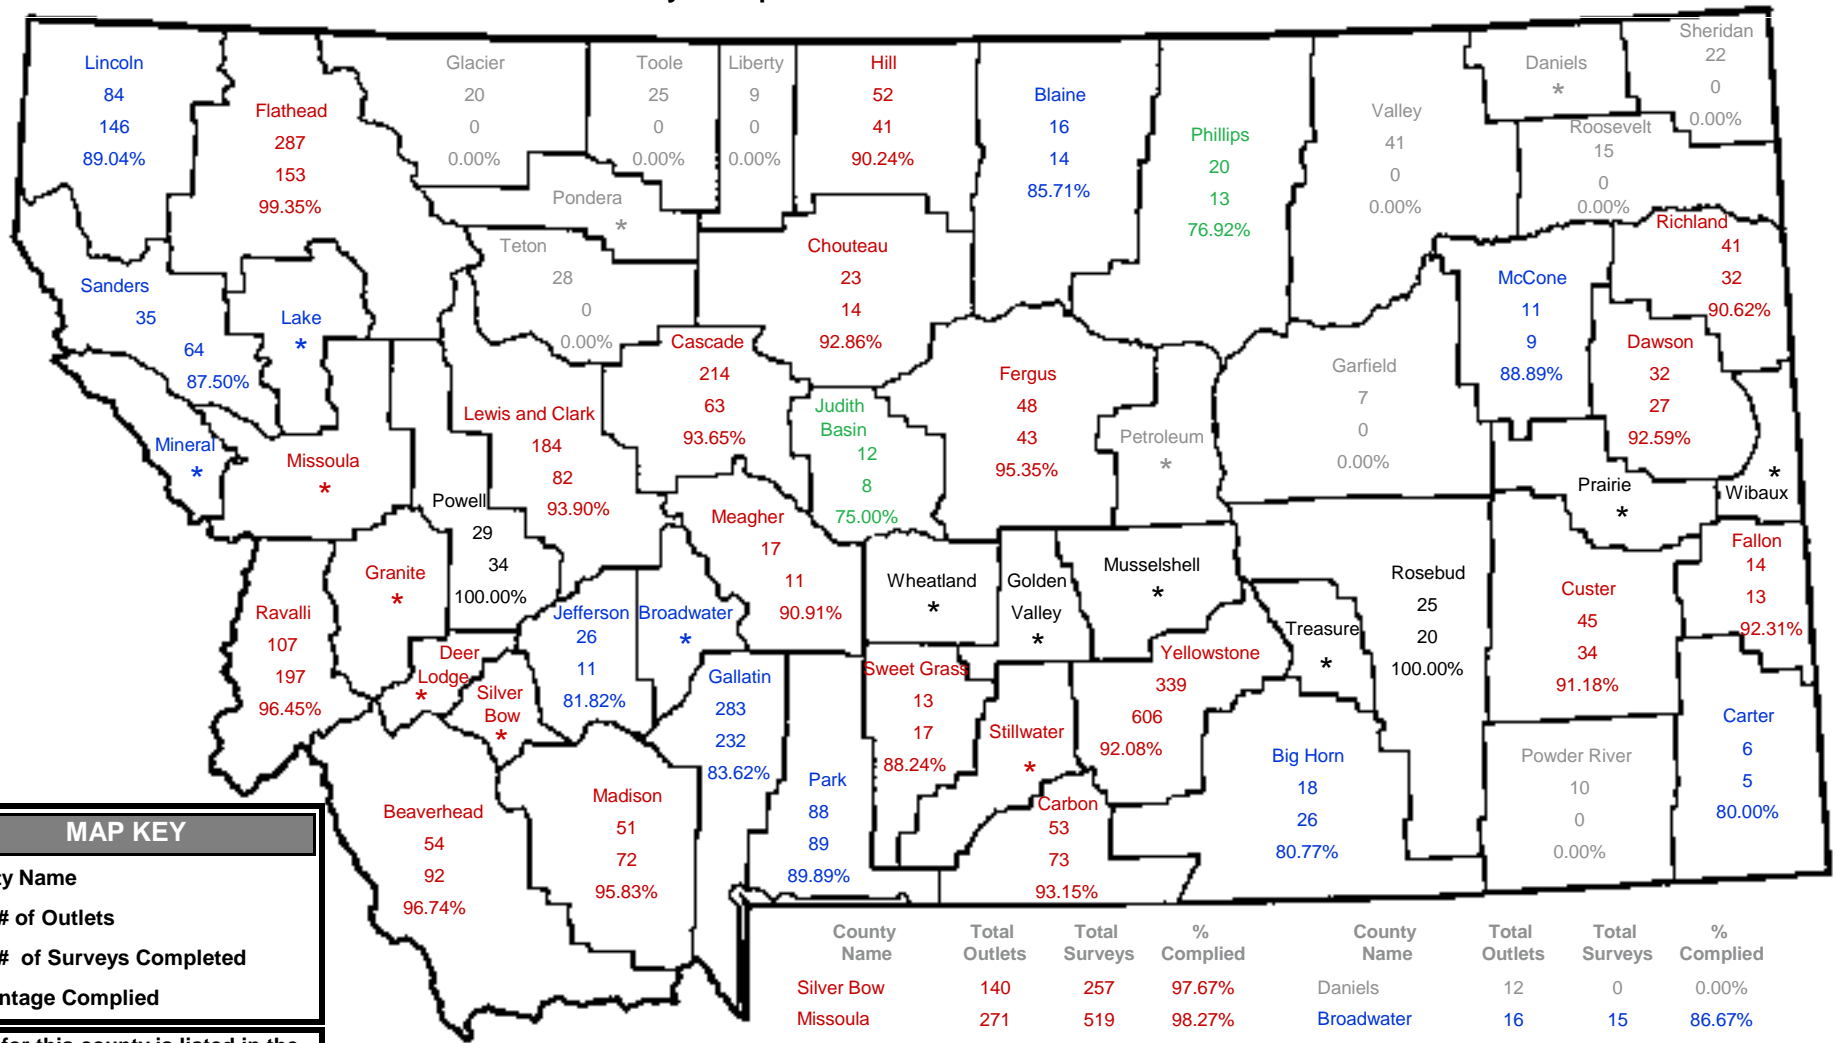 Lincoln
84
146
89.04%
Flathead
287
153
99.35%
Glacier
20
0
0.00%
Toole
25
0
0.00%
Liberty
9
0
0.00%
Hill
52
41
90.24%
Blaine
16
14
85.71%
Phillips
20
13
76.92%
Valley
41
0
0.00%
Daniels
*
Sheridan
22
0
0.00%
Roosevelt
15
0
0.00%
Pondera
*
Teton
28
0
0.00%
Chouteau
23
14
92.86%
Richland
41
32
90.62%
McCone
11
9
88.89%
Dawson
32
27
92.59%
Sanders
35
64
87.50%
Lake
*
Cascade
214
63
93.65%
Judith
Basin
12
8
75.00%
Fergus
48
43
95.35%
Petroleum
*
Garfield
7
0
0.00%
Mineral
*
Missoula
*
Powell
29
34
100.00%
Lewis and Clark
184
82
93.90%
Meagher
17
11
90.91%
Prairie
*
*
Wibaux
Fallon
14
13
92.31%
Ravalli
107
197
96.45%
Granite
*
Deer
Lodge
*
Silver
Bow
*
Jefferson
26
11
81.82%
Broadwater
*
Gallatin
283
232
83.62%
Wheatland
*
Golden
Valley
*
Musselshell
*
Treasure
*
Rosebud
25
20
100.00%
Custer
45
34
91.18%
Sweet Grass
13
17
88.24%
Stillwater
*
Yellowstone
339
606
92.08%
Big Horn
18
26
80.77%
Powder River
10
0
0.00%
Carter
6
5
80.00%
Beaverhead
54
92
96.74%
Madison
51
72
95.83%
Park
88
89
89.89%
Carbon
53
73
93.15%
MAP KEY
ty Name
# of Outlets
# of Surveys Completed
ntage Complied
for this county is listed in the
County Name Total Outlets Total Surveys % Complied
Silver Bow 140 257 97.67%
Missoula 271 519 98.27%
County Name Total Outlets Total Surveys % Complied
Daniels 12 0 0.00%
Broadwater 16 15 86.67%